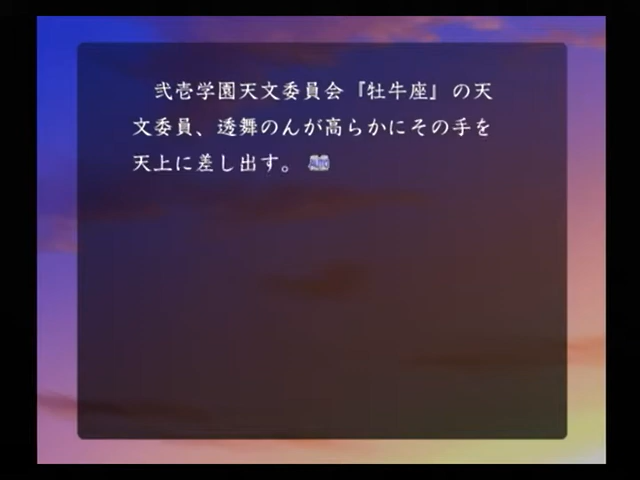 弐壱学園天文委員会『牡牛座』の天
文委員、透舞のんが高らかにその手を
天上に差し出す。